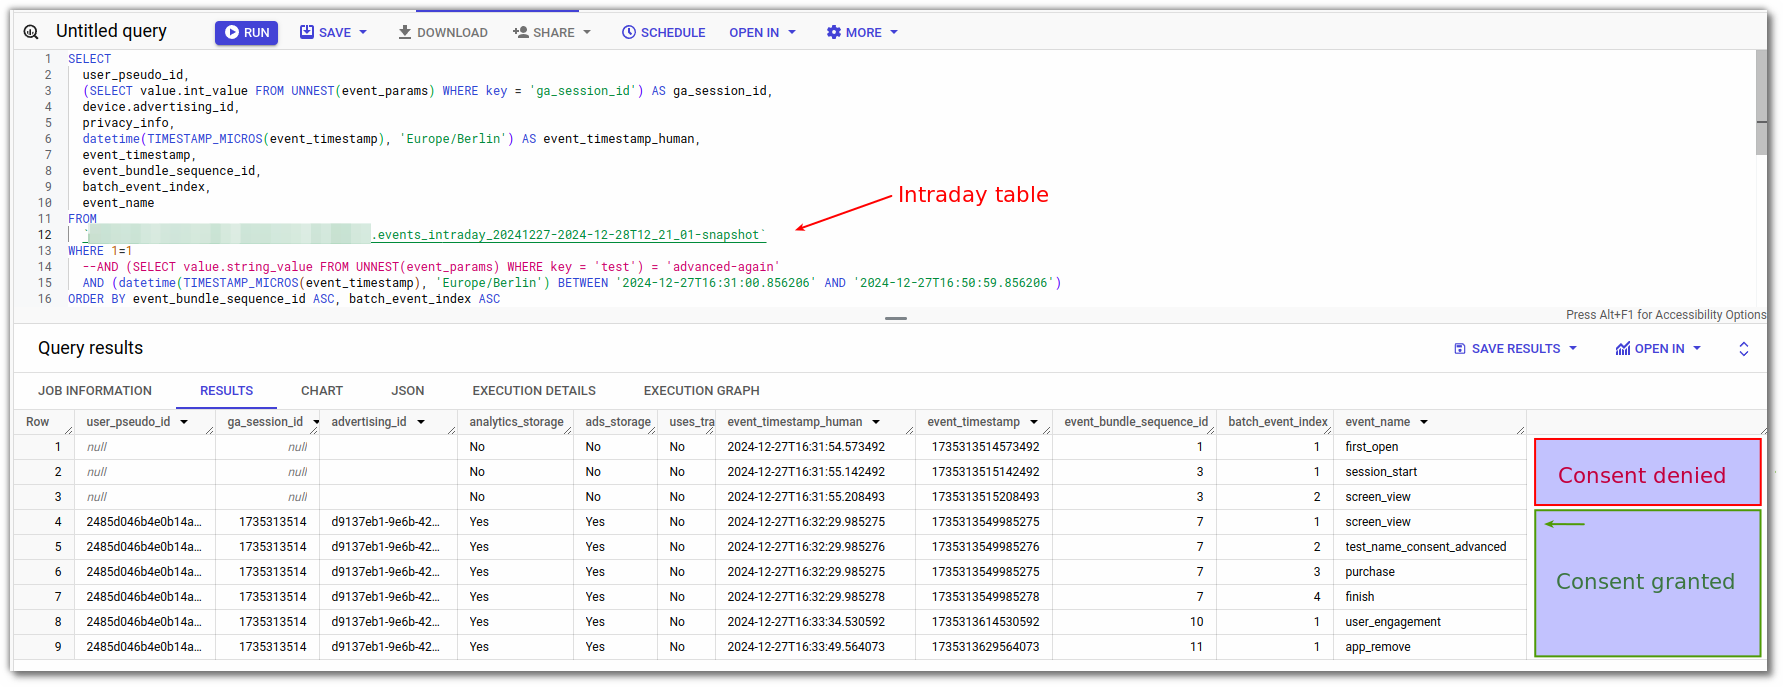 Untitled query RUN SAVE DOWNLOAD SHARE SCHEDULE OPEN IN MORE
1 SELECT
2 user_pseudo_id,
3 (SELECT value.int_value FROM UNNEST(event_params) WHERE key = 'ga_session_id') AS ga_session_id,
4 device.advertising_id,
5 privacy_info,
6 datetime(TIMESTAMP_MICROS(event_timestamp), 'Europe/Berlin') AS event_timestamp_human,
7 event_timestamp,
8 event_bundle_sequence_id,
9 batch_event_index,
Intraday table
10 event_name
11 FROM
12 ` .events_intraday_20241227-2024-12-28T12_21_01-snapshot`
13 WHERE 1=1
14 --AND (SELECT value.string_value FROM UNNEST(event_params) WHERE key = 'test') = 'advanced-again'
15 AND (datetime(TIMESTAMP_MICROS(event_timestamp), 'Europe/Berlin') BETWEEN '2024-12-27T16:31:00.856206' AND '2024-12-27T16:50:59.856206')
16 ORDER BY event_bundle_sequence_id ASC, batch_event_index ASC
Press Alt+F1 for Accessibility Options
Query results SAVE RESULTS OPEN IN
JOB INFORMATION RESULTS CHART JSON EXECUTION DETAILS EXECUTION GRAPH
Row user_pseudo_id ga_session_id advertising_id analytics_storage ads_storage uses_tra event_timestamp_human event_timestamp event_bundle_sequence_id batch_event_index event_name
1 null null No No No 2024-12-27T16:31:54.573492 1735313514573492 1 1 first_open
2 null null No No No 2024-12-27T16:31:55.142492 1735313515142492 3 1 session_start
Consent denied
3 null null No No No 2024-12-27T16:31:55.208493 1735313515208493 3 2 screen_view
4 2485d046b4e0b14a... 1735313514 d9137eb1-9e6b-42... Yes Yes No 2024-12-27T16:32:29.985275 1735313549985275 7 1 screen_view
5 2485d046b4e0b14a... 1735313514 d9137eb1-9e6b-42... Yes Yes No 2024-12-27T16:32:29.985276 1735313549985276 7 2 test_name_consent_advanced
6 2485d046b4e0b14a... 1735313514 d9137eb1-9e6b-42... Yes Yes No 2024-12-27T16:32:29.985275 1735313549985275 7 3 purchase
Consent granted
7 2485d046b4e0b14a... 1735313514 d9137eb1-9e6b-42... Yes Yes No 2024-12-27T16:32:29.985278 1735313549985278 7 4 finish
8 2485d046b4e0b14a... 1735313514 d9137eb1-9e6b-42... Yes Yes No 2024-12-27T16:33:34.530592 1735313614530592 10 1 user_engagement
9 2485d046b4e0b14a... 1735313514 d9137eb1-9e6b-42... Yes Yes No 2024-12-27T16:33:49.564073 1735313629564073 11 1 app_remove